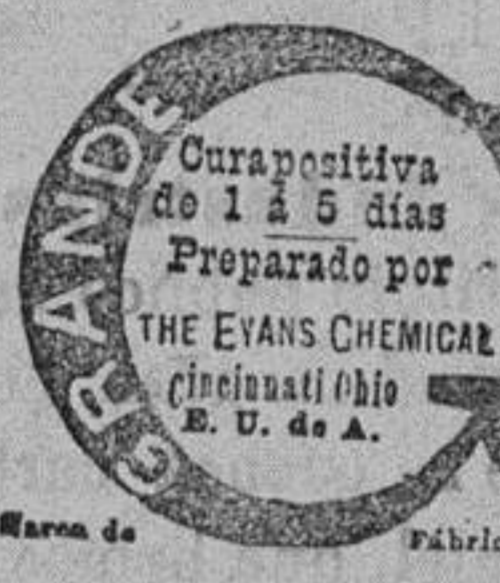 GRANDE
Curapositiva
de 1 á 5 días
Preparado por
THE EVANS CHEMICAL
Cincinnati Ohio
E. U. de A.
Marca de
Fábric